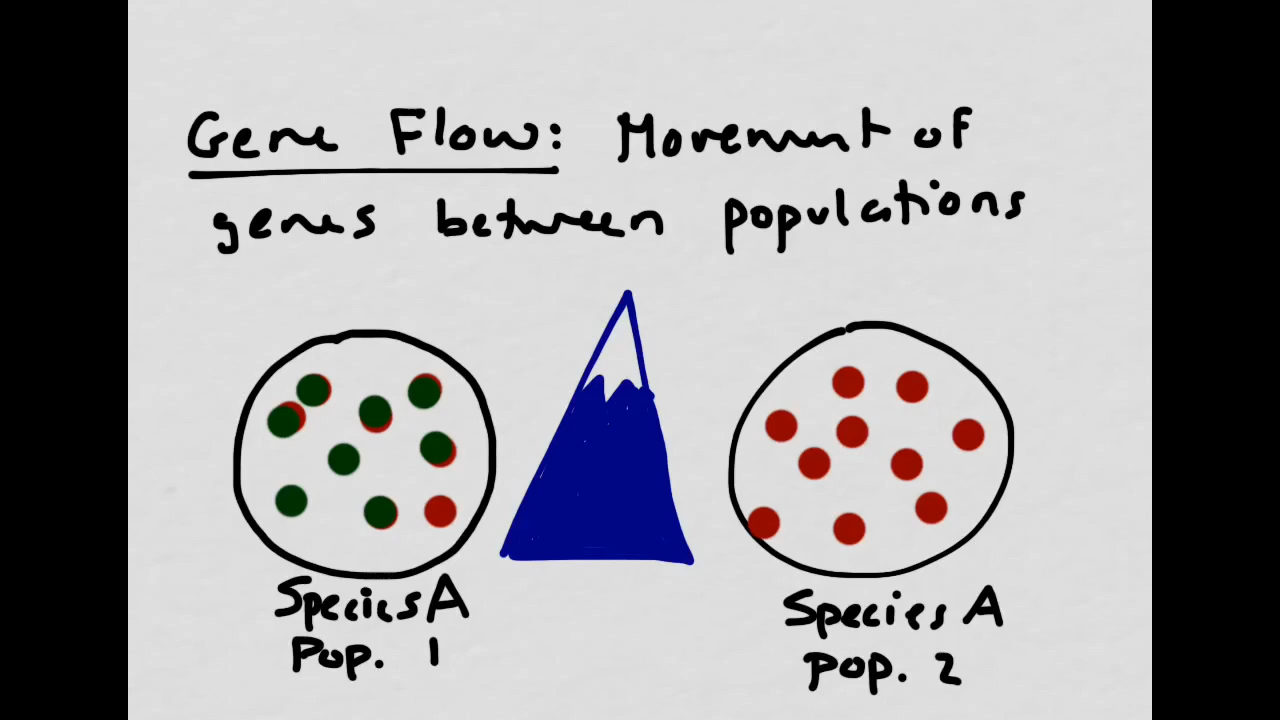 Gene Flow: Movement of
genes between populations
Species A
Pop. 1
Species A
Pop. 2